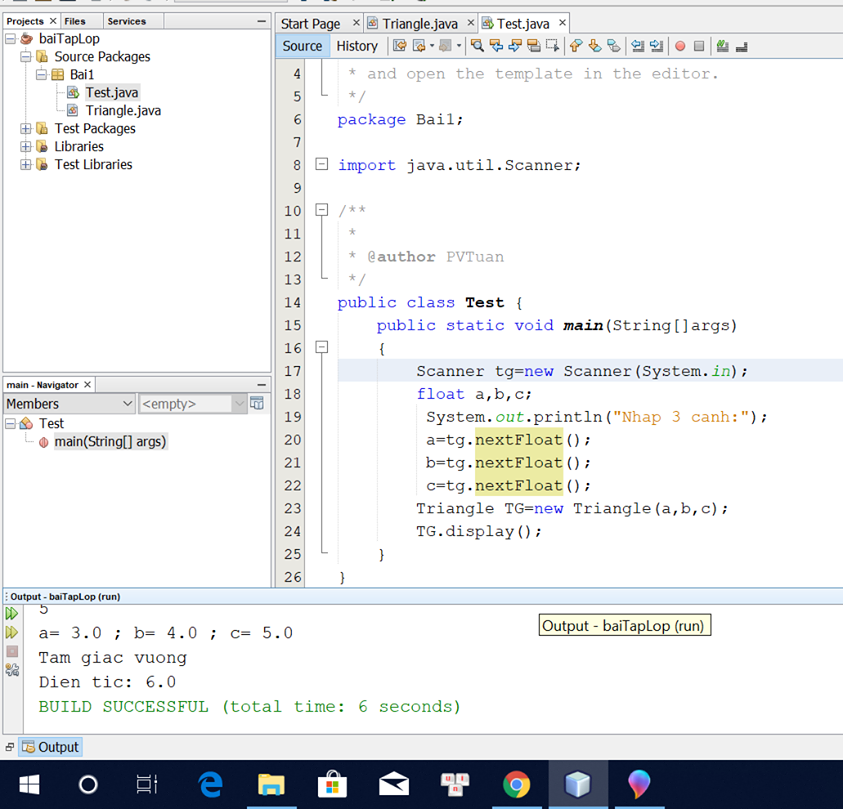 Projects × Files Services
baiTapLop
Source Packages
Bai1
Test.java
Triangle.java
Test Packages
Libraries
Test Libraries
main - Navigator ×
Members <empty>
Test
main(String[] args)
Start Page × Triangle.java × Test.java ×
Source History
4 * and open the template in the editor.
5 */
6 package Bai1;
7
8 import java.util.Scanner;
9
10 /**
11 *
12 * @author PVTuan
13 */
14 public class Test {
15 public static void main(String[]args)
16 {
17 Scanner tg=new Scanner(System.in);
18 float a,b,c;
19 System.out.println("Nhap 3 canh:");
20 a=tg.nextFloat();
21 b=tg.nextFloat();
22 c=tg.nextFloat();
23 Triangle TG=new Triangle(a,b,c);
24 TG.display();
25 }
26 }
Output - baiTapLop (run)
5
a= 3.0 ; b= 4.0 ; c= 5.0
Tam giac vuong
Dien tic: 6.0
BUILD SUCCESSFUL (total time: 6 seconds)
Output - baiTapLop (run)
Output